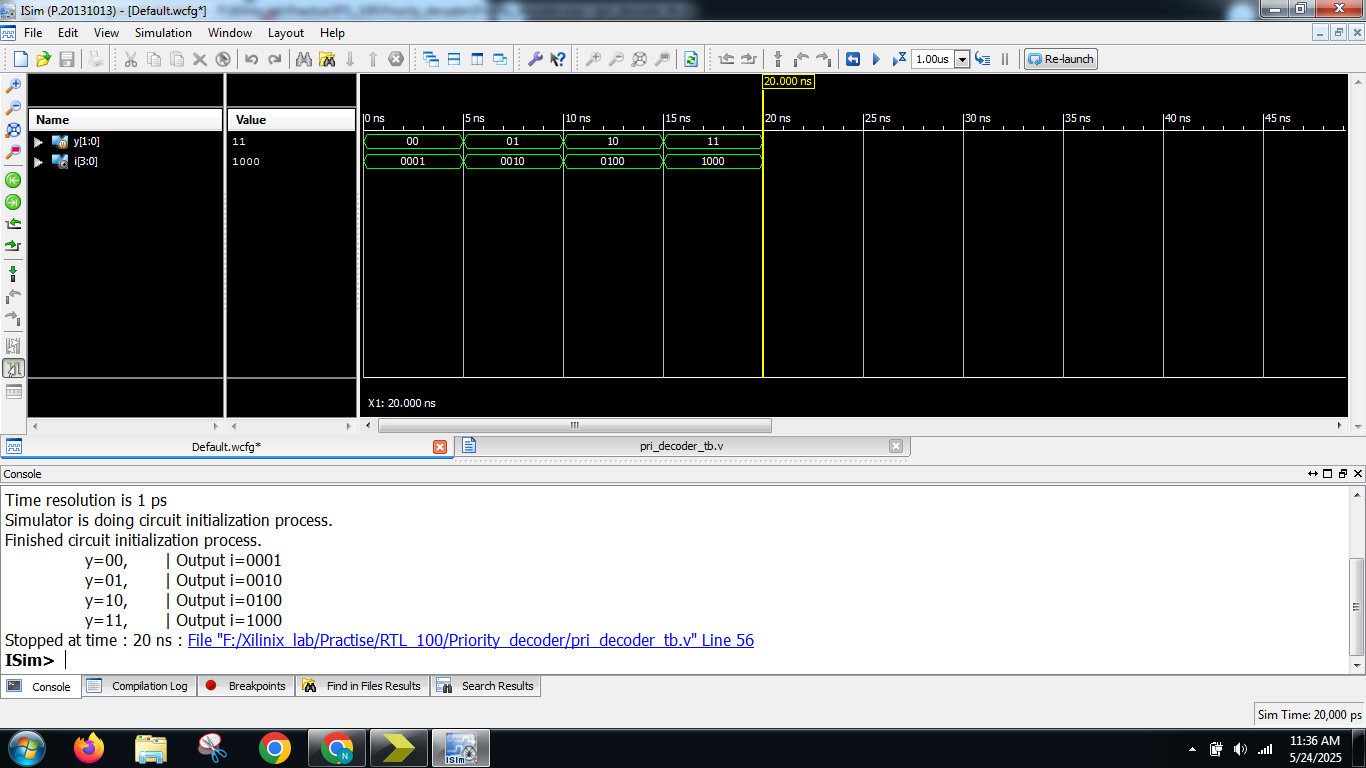 ISim (P.20131013) - [Default.wcfg*]
File Edit View Simulation Window Layout Help
1.00us Re-launch
20.000 ns
Name Value
0 ns 5 ns 10 ns 15 ns 20 ns 25 ns 30 ns 35 ns 40 ns 45 ns
y[1:0] 11 00 01 10 11
i[3:0] 1000 0001 0010 0100 1000
X1: 20.000 ns
Default.wcfg* pri_decoder_tb.v
Console
Time resolution is 1 ps
Simulator is doing circuit initialization process.
Finished circuit initialization process.
y=00, | Output i=0001
y=01, | Output i=0010
y=10, | Output i=0100
y=11, | Output i=1000
Stopped at time : 20 ns : File "F:/Xilinix_lab/Practise/RTL_100/Priority_decoder/pri_decoder_tb.v" Line 56
ISim>
Console Compilation Log Breakpoints Find in Files Results Search Results
Sim Time: 20,000 ps
N ISim 11:36 AM
5/24/2025